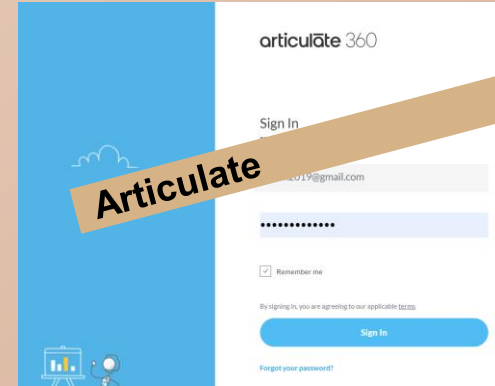 articulāte 360
Sign In
Articulate
2019@gmail.com
•••••••••••••
Remember me
By signing in, you are agreeing to our applicable terms
Sign In
Forgot your password?